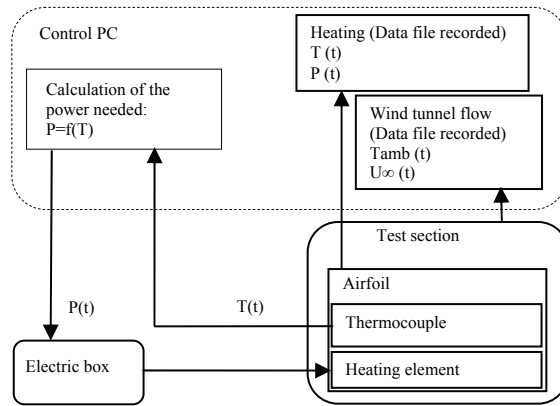 Control PC
Heating (Data file recorded)
T (t)
P (t)
Calculation of the
power needed:
P=f(T)
Wind tunnel flow
(Data file recorded)
Tamb (t)
U∞ (t)
Test section
Airfoil
P(t)
T(t)
Thermocouple
Electric box
Heating element